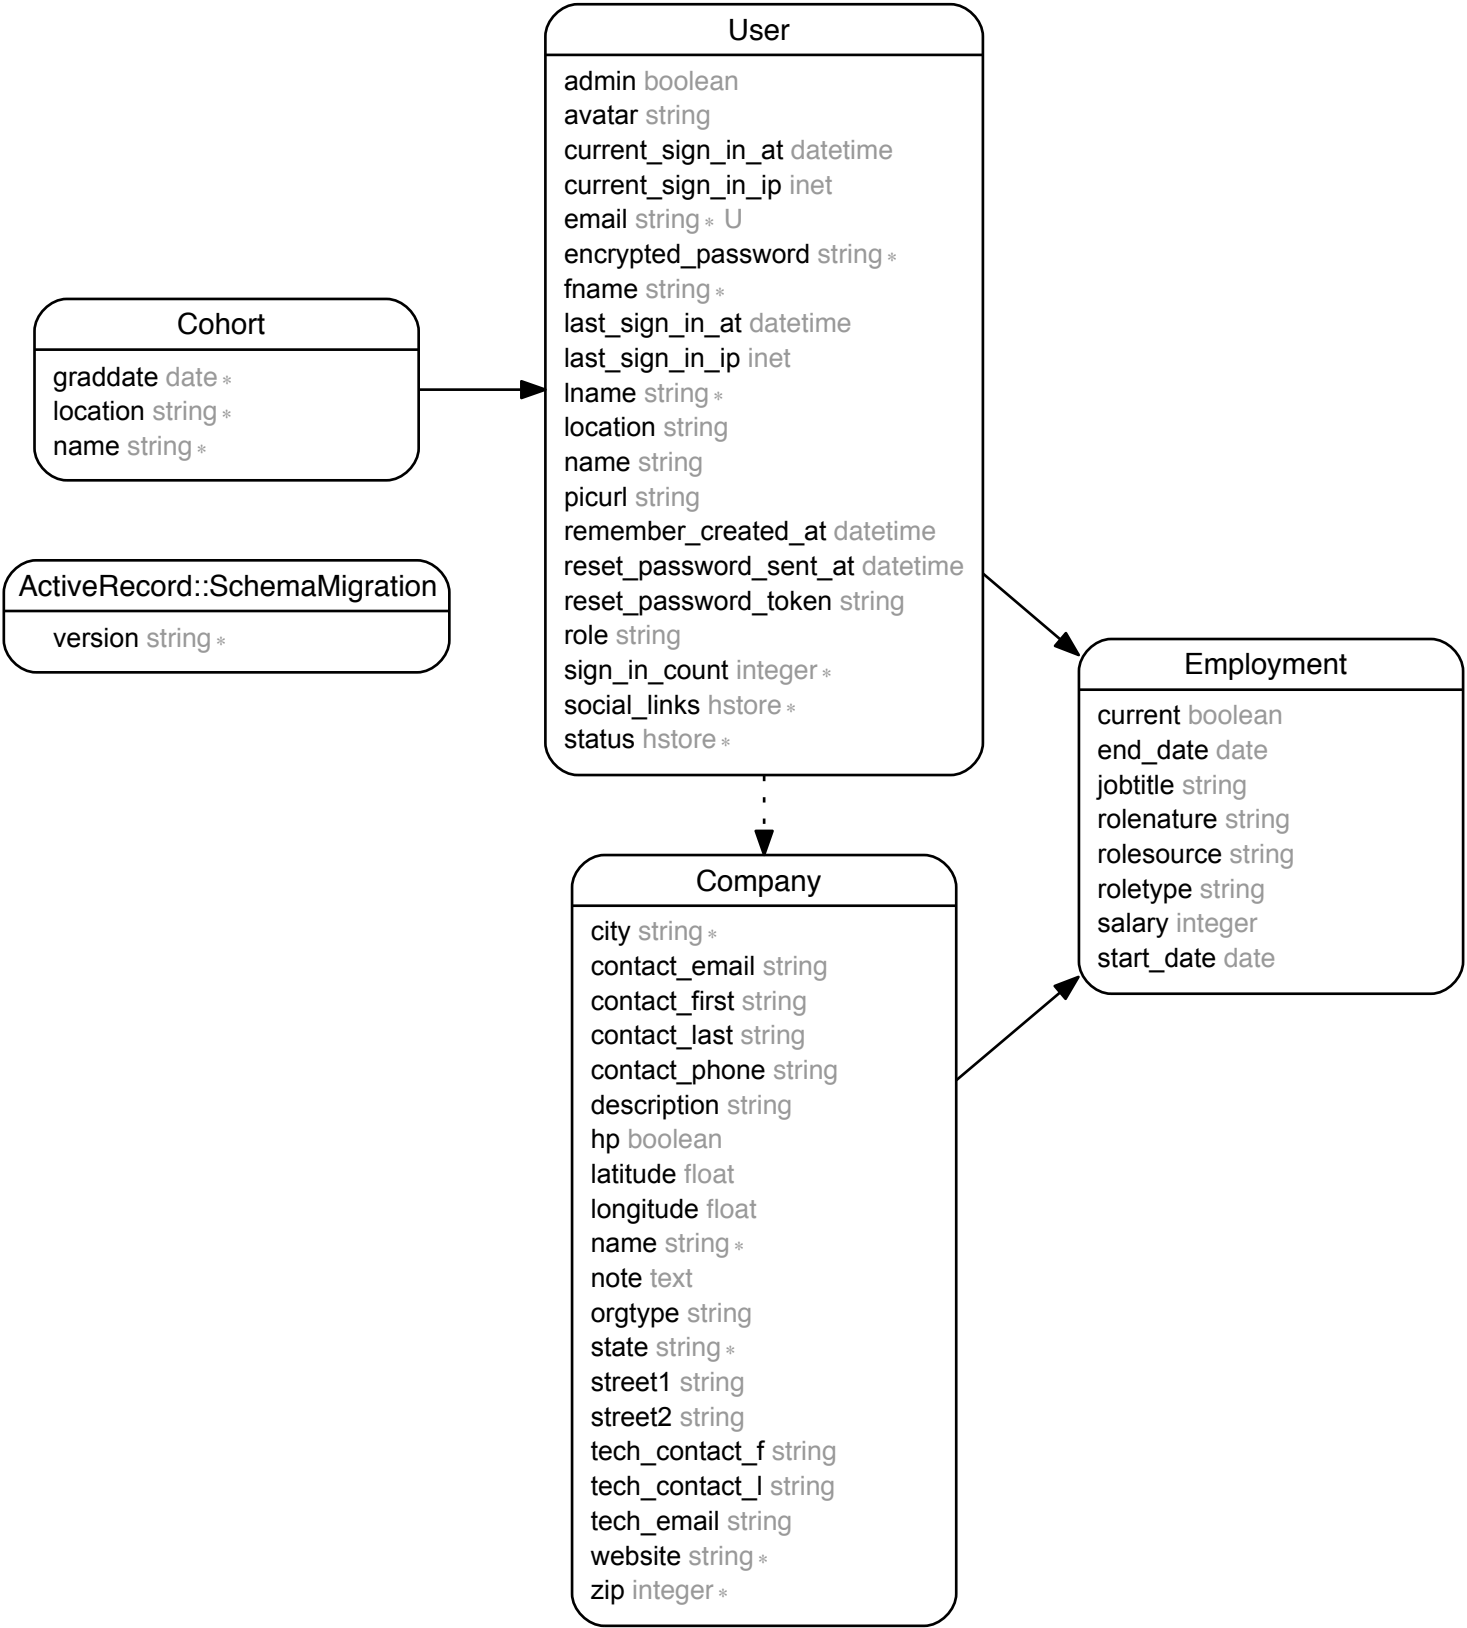 User
admin boolean
avatar string
current_sign_in_at datetime
current_sign_in_ip inet
email string * U
encrypted_password string *
fname string *
last_sign_in_at datetime
last_sign_in_ip inet
lname string *
location string
name string
picurl string
remember_created_at datetime
reset_password_sent_at datetime
reset_password_token string
role string
sign_in_count integer *
social_links hstore *
status hstore *
Cohort
graddate date *
location string *
name string *
ActiveRecord::SchemaMigration
version string *
Employment
current boolean
end_date date
jobtitle string
rolenature string
rolesource string
roletype string
salary integer
start_date date
Company
city string *
contact_email string
contact_first string
contact_last string
contact_phone string
description string
hp boolean
latitude float
longitude float
name string *
note text
orgtype string
state string *
street1 string
street2 string
tech_contact_f string
tech_contact_l string
tech_email string
website string *
zip integer *